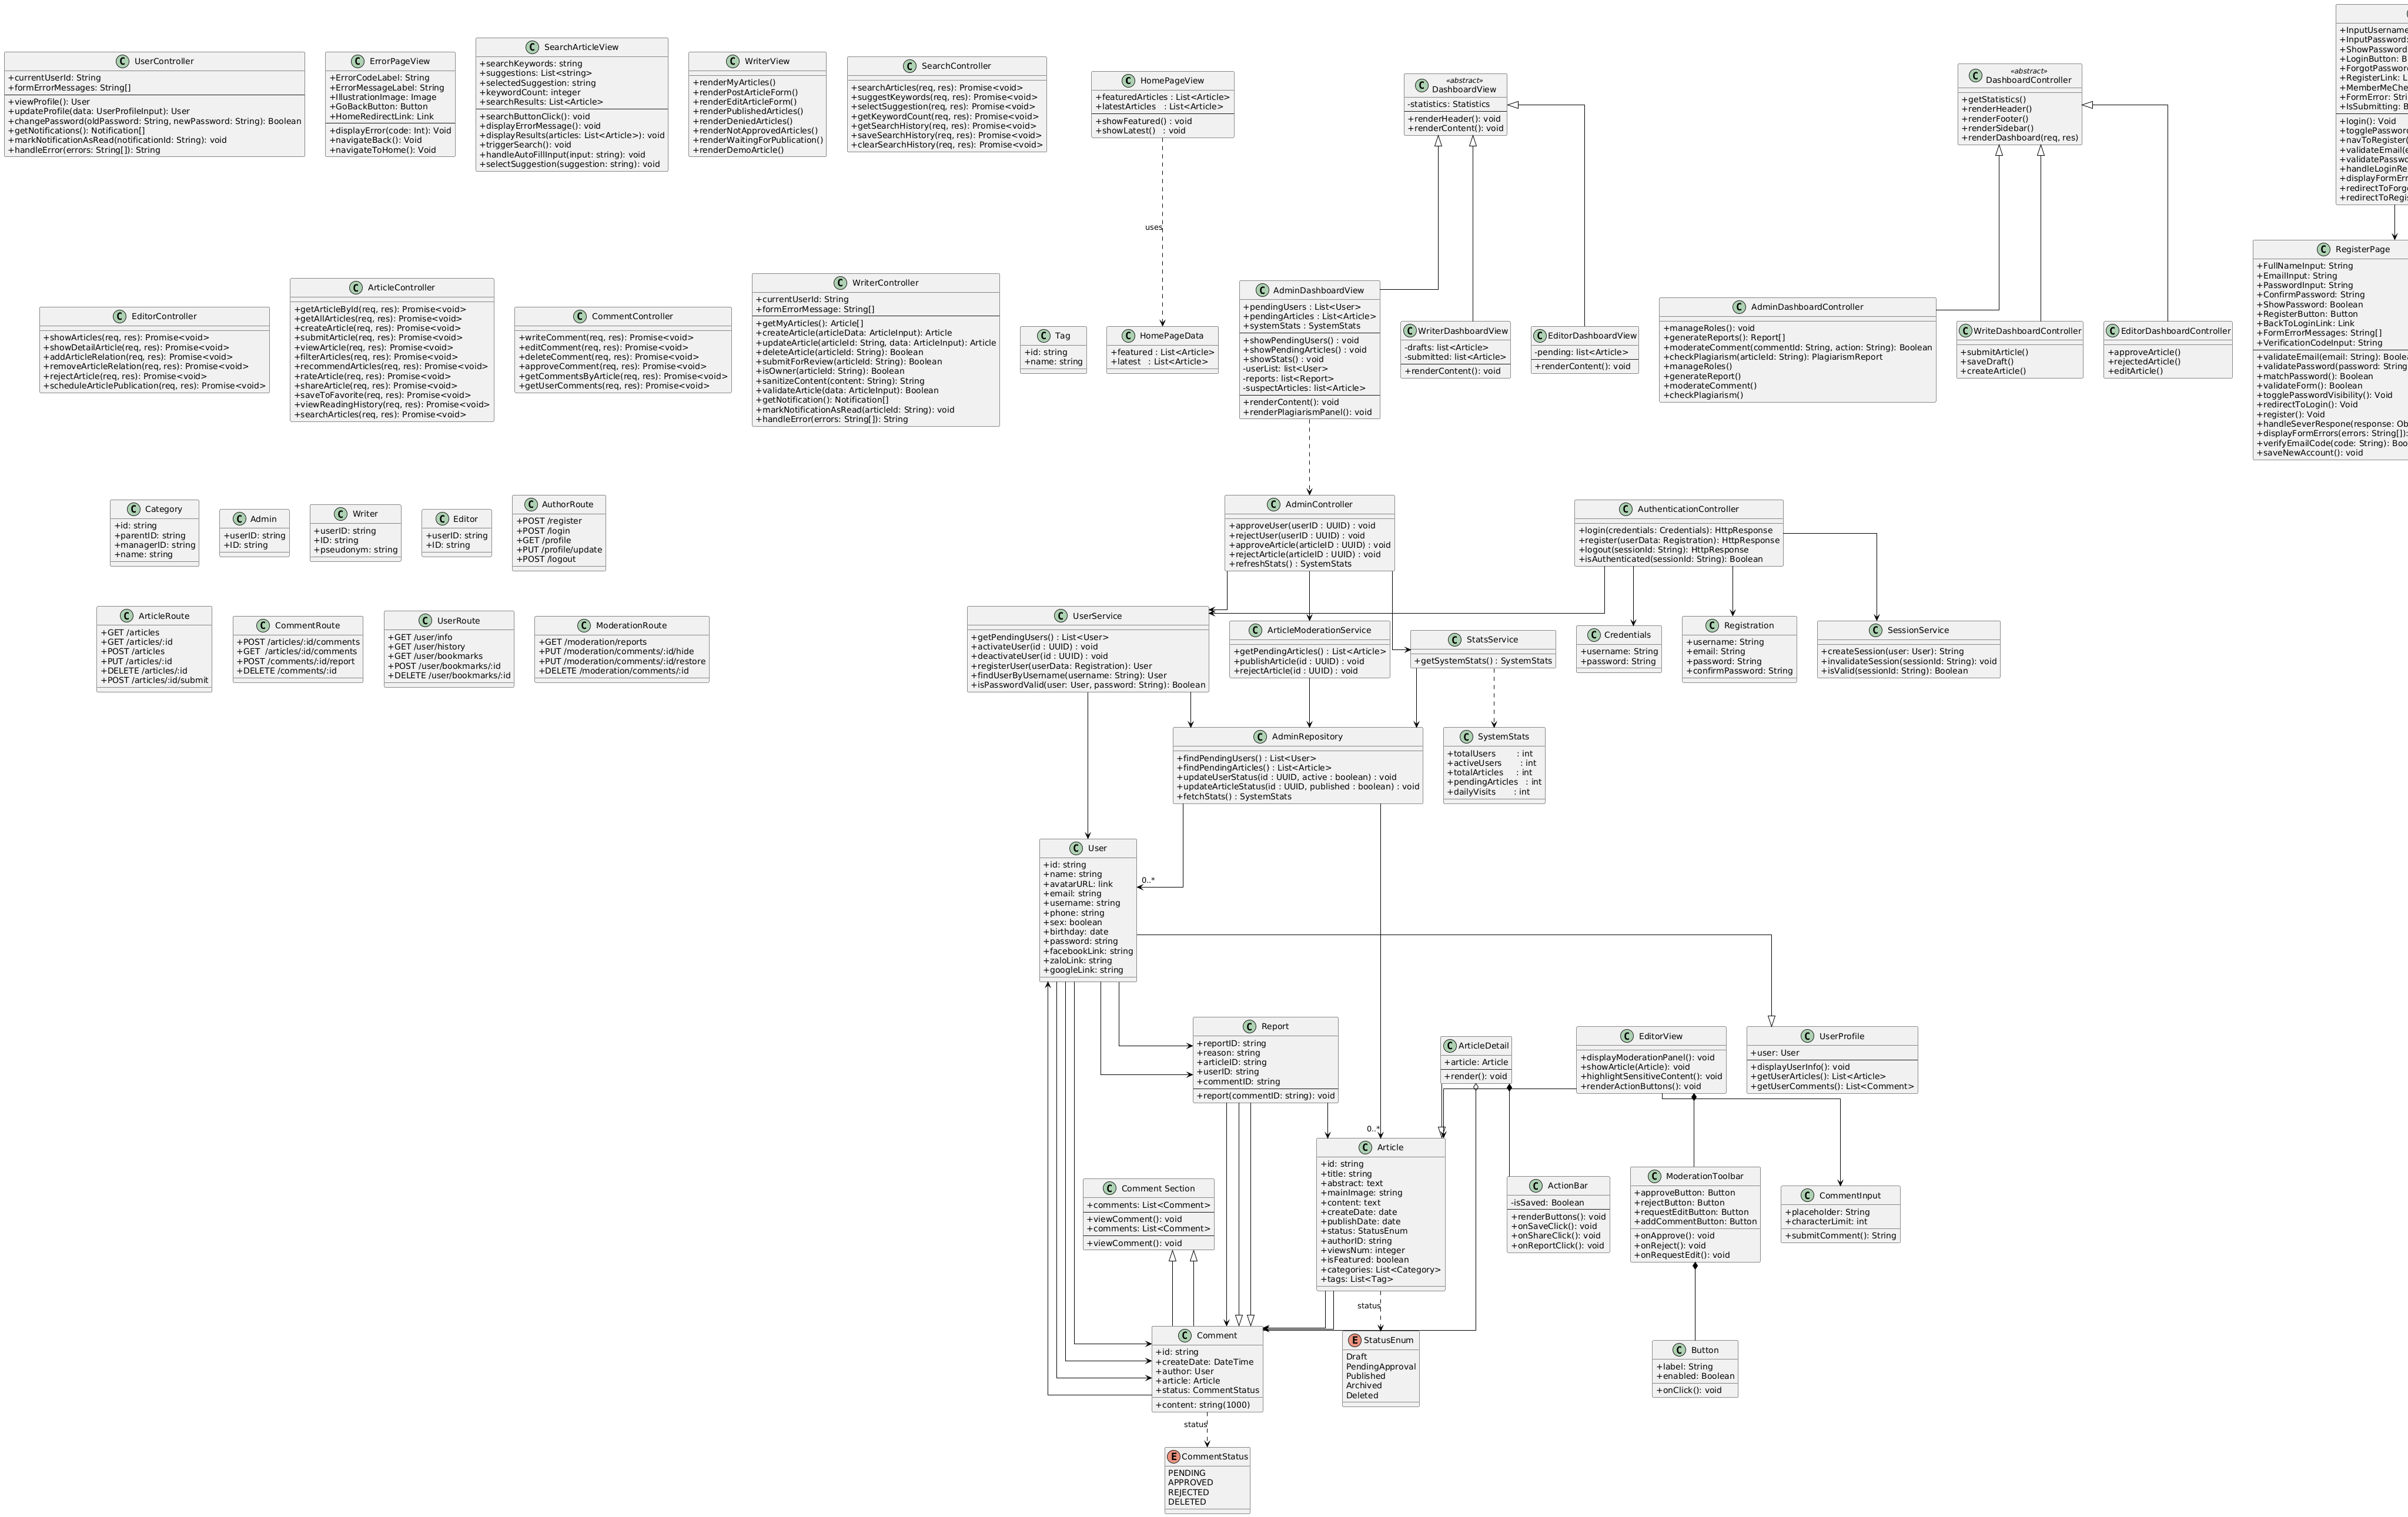 C UserController
+currentUserId: String
+formErrorMessages: String[]
+viewProfile(): User
+updateProfile(data: UserProfileInput): User
+changePassword(oldPassword: String, newPassword: String): Boolean
+getNotifications(): Notification[]
+markNotificationAsRead(notificationId: String): void
+handleError(errors: String[]): String
C ErrorPageView
+ErrorCodeLabel: String
+ErrorMessageLabel: String
+IllustrationImage: Image
+GoBackButton: Button
+HomeRedirectLink: Link
+displayError(code: Int): Void
+navigateBack(): Void
+navigateToHome(): Void
C SearchArticleView
+searchKeywords: string
+suggestions: List<string>
+selectedSuggestion: string
+keywordCount: integer
+searchResults: List<Article>
+searchButtonClick(): void
+displayErrorMessage(): void
+displayResults(articles: List<Article>): void
+triggerSearch(): void
+handleAutoFillInput(input: string): void
+selectSuggestion(suggestion: string): void
C WriterView
+renderMyArticles()
+renderPostArticleForm()
+renderEditArticleForm()
+renderPublishedArticles()
+renderDeniedArticles()
+renderNotApprovedArticles()
+renderWaitingForPublication()
+renderDemoArticle()
C SearchController
+searchArticles(req, res): Promise<void>
+suggestKeywords(req, res): Promise<void>
+selectSuggestion(req, res): Promise<void>
+getKeywordCount(req, res): Promise<void>
+getSearchHistory(req, res): Promise<void>
+saveSearchHistory(req, res): Promise<void>
+clearSearchHistory(req, res): Promise<void>
C HomePageView
+featuredArticles : List<Article>
+latestArticles : List<Article>
+showFeatured() : void
+showLatest() : void
uses
C «abstract»
DashboardView
-statistics: Statistics
+renderHeader(): void
+renderContent(): void
C «abstract»
DashboardController
+getStatistics()
+renderHeader()
+renderFooter()
+renderSidebar()
+renderDashboard(req, res)
+InputUsername
+InputPassword:
+ShowPassword
+LoginButton: B
+ForgotPasswor
+RegisterLink: L
+MemberMeChe
+FormError: Stri
+IsSubmitting: B
+login(): Void
+togglePasswor
+navToRegister(
+validateEmail(e
+validatePasswo
+handleLoginRe
+displayFormErr
+redirectToForg
+redirectToRegis
C EditorController
+showArticles(req, res): Promise<void>
+showDetailArticle(req, res): Promise<void>
+addArticleRelation(req, res): Promise<void>
+removeArticleRelation(req, res): Promise<void>
+rejectArticle(req, res): Promise<void>
+scheduleArticlePublication(req, res): Promise<void>
C ArticleController
+getArticleById(req, res): Promise<void>
+getAllArticles(req, res): Promise<void>
+createArticle(req, res): Promise<void>
+submitArticle(req, res): Promise<void>
+viewArticle(req, res): Promise<void>
+filterArticles(req, res): Promise<void>
+recommendArticles(req, res): Promise<void>
+rateArticle(req, res): Promise<void>
+shareArticle(req, res): Promise<void>
+saveToFavorite(req, res): Promise<void>
+viewReadingHistory(req, res): Promise<void>
+searchArticles(req, res): Promise<void>
C CommentController
+writeComment(req, res): Promise<void>
+editComment(req, res): Promise<void>
+deleteComment(req, res): Promise<void>
+approveComment(req, res): Promise<void>
+getCommentsByArticle(req, res): Promise<void>
+getUserComments(req, res): Promise<void>
C WriterController
+currentUserId: String
+formErrorMessage: String[]
+getMyArticles(): Article[]
+createArticle(articleData: ArticleInput): Article
+updateArticle(articleId: String, data: ArticleInput): Article
+deleteArticle(articleId: String): Boolean
+submitForReview(articleId: String): Boolean
+isOwner(articleId: String): Boolean
+sanitizeContent(content: String): String
+validateArticle(data: ArticleInput): Boolean
+getNotification(): Notification[]
+markNotificationAsRead(articleId: String): void
+handleError(errors: String[]): String
C Tag
+id: string
+name: string
C HomePageData
+featured : List<Article>
+latest : List<Article>
C AdminDashboardView
+pendingUsers : List<User>
+pendingArticles : List<Article>
+systemStats : SystemStats
+showPendingUsers() : void
+showPendingArticles() : void
+showStats() : void
-userList: list<User>
-reports: list<Report>
-suspectArticles: list<Article>
+renderContent(): void
+renderPlagiarismPanel(): void
C WriterDashboardView
-drafts: list<Article>
-submitted: list<Article>
+renderContent(): void
C EditorDashboardView
-pending: list<Article>
+renderContent(): void
C AdminDashboardController
+manageRoles(): void
+generateReports(): Report[]
+moderateComment(commentId: String, action: String): Boolean
+checkPlagiarism(articleId: String): PlagiarismReport
+manageRoles()
+generateReport()
+moderateComment()
+checkPlagiarism()
C WriteDashboardController
+submitArticle()
+saveDraft()
+createArticle()
C EditorDashboardController
+approveArticle()
+rejectedArticle()
+editArticle()
C RegisterPage
+FullNameInput: String
+EmailInput: String
+PasswordInput: String
+ConfirmPassword: String
+ShowPassword: Boolean
+RegisterButton: Button
+BackToLoginLink: Link
+FormErrorMessages: String[]
+VerificationCodeInput: String
+validateEmail(email: String): Boole
+validatePassword(password: String
+matchPassword(): Boolean
+validateForm(): Boolean
+togglePasswordVisibility(): Void
+redirectToLogin(): Void
+register(): Void
+handleSeverRespone(response: Ob
+displayFormErrors(errors: String[]):
+verifyEmailCode(code: String): Boo
+saveNewAccount(): void
C Category
+id: string
+parentID: string
+managerID: string
+name: string
C Admin
+userID: string
+ID: string
C Writer
+userID: string
+ID: string
+pseudonym: string
C Editor
+userID: string
+ID: string
C AuthorRoute
+POST /register
+POST /login
+GET /profile
+PUT /profile/update
+POST /logout
C AdminController
+approveUser(userID : UUID) : void
+rejectUser(userID : UUID) : void
+approveArticle(articleID : UUID) : void
+rejectArticle(articleID : UUID) : void
+refreshStats() : SystemStats
C AuthenticationController
+login(credentials: Credentials): HttpResponse
+register(userData: Registration): HttpResponse
+logout(sessionId: String): HttpResponse
+isAuthenticated(sessionId: String): Boolean
C ArticleRoute
+GET /articles
+GET /articles/:id
+POST /articles
+PUT /articles/:id
+DELETE /articles/:id
+POST /articles/:id/submit
C CommentRoute
+POST /articles/:id/comments
+GET /articles/:id/comments
+POST /comments/:id/report
+DELETE /comments/:id
C UserRoute
+GET /user/info
+GET /user/history
+GET /user/bookmarks
+POST /user/bookmarks/:id
+DELETE /user/bookmarks/:id
C ModerationRoute
+GET /moderation/reports
+PUT /moderation/comments/:id/hide
+PUT /moderation/comments/:id/restore
+DELETE /moderation/comments/:id
C UserService
+getPendingUsers() : List<User>
+activateUser(id : UUID) : void
+deactivateUser(id : UUID) : void
+registerUser(userData: Registration): User
+findUserByUsername(username: String): User
+isPasswordValid(user: User, password: String): Boolean
C ArticleModerationService
+getPendingArticles() : List<Article>
+publishArticle(id : UUID) : void
+rejectArticle(id : UUID) : void
C StatsService
+getSystemStats() : SystemStats
C Credentials
+username: String
+password: String
C Registration
+username: String
+email: String
+password: String
+confirmPassword: String
C SessionService
+createSession(user: User): String
+invalidateSession(sessionId: String): void
+isValid(sessionId: String): Boolean
C AdminRepository
+findPendingUsers() : List<User>
+findPendingArticles() : List<Article>
+updateUserStatus(id : UUID, active : boolean) : void
+updateArticleStatus(id : UUID, published : boolean) : void
+fetchStats() : SystemStats
C SystemStats
+totalUsers : int
+activeUsers : int
+totalArticles : int
+pendingArticles : int
+dailyVisits : int
C User
+id: string
+name: string
+avatarURL: link
+email: string
+username: string
+phone: string
+sex: boolean
+birthday: date
+password: string
+facebookLink: string
+zaloLink: string
+googleLink: string
0..*
C Report
+reportID: string
+reason: string
+articleID: string
+userID: string
+commentID: string
+report(commentID: string): void
C ArticleDetail
+article: Article
+render(): void
C EditorView
+displayModerationPanel(): void
+showArticle(Article): void
+highlightSensitiveContent(): void
+renderActionButtons(): void
C UserProfile
+user: User
+displayUserInfo(): void
+getUserArticles(): List<Article>
+getUserComments(): List<Comment>
0..*
C Comment Section
+comments: List<Comment>
+viewComment(): void
+comments: List<Comment>
+viewComment(): void
C Article
+id: string
+title: string
+abstract: text
+mainImage: string
+content: text
+createDate: date
+publishDate: date
+status: StatusEnum
+authorID: string
+viewsNum: integer
+isFeatured: boolean
+categories: List<Category>
+tags: List<Tag>
C ActionBar
-isSaved: Boolean
+renderButtons(): void
+onSaveClick(): void
+onShareClick(): void
+onReportClick(): void
C ModerationToolbar
+approveButton: Button
+rejectButton: Button
+requestEditButton: Button
+addCommentButton: Button
+onApprove(): void
+onReject(): void
+onRequestEdit(): void
C CommentInput
+placeholder: String
+characterLimit: int
+submitComment(): String
status
C Comment
+id: string
+createDate: DateTime
+author: User
+article: Article
+status: CommentStatus
+content: string(1000)
E StatusEnum
Draft
PendingApproval
Published
Archived
Deleted
C Button
+label: String
+enabled: Boolean
+onClick(): void
status
E CommentStatus
PENDING
APPROVED
REJECTED
DELETED